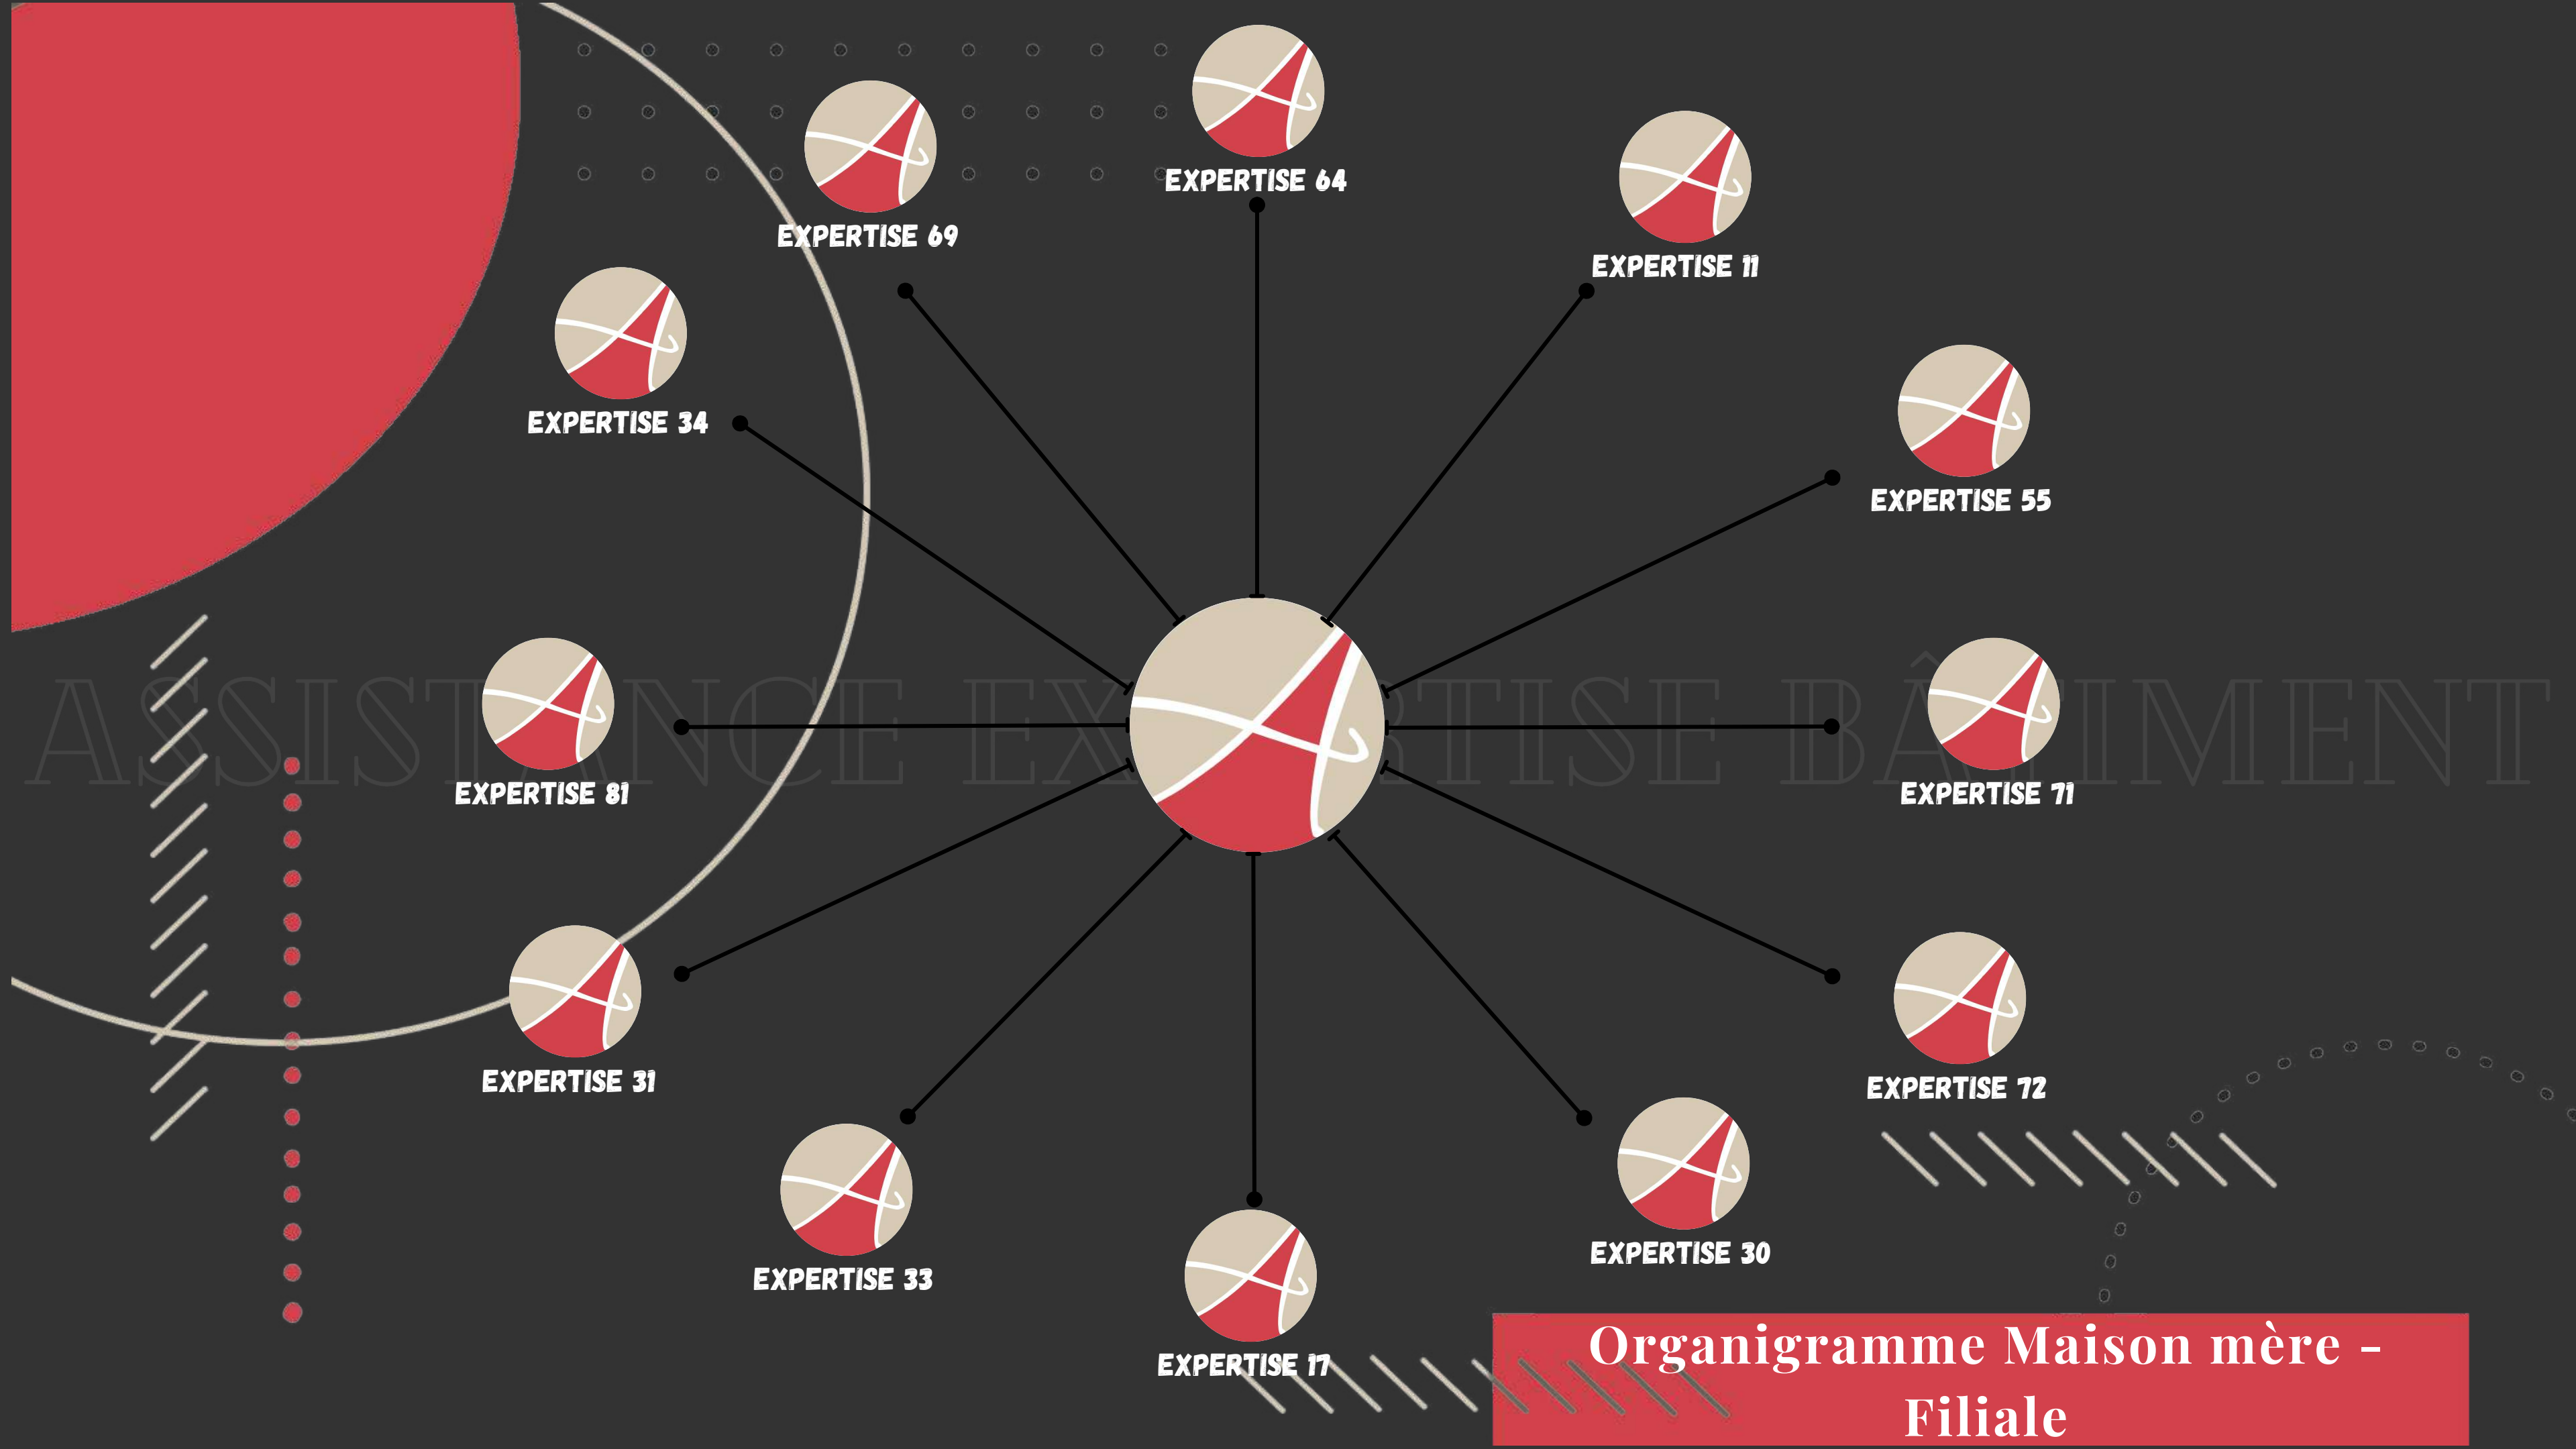 EXPERTISE 64
EXPERTISE 69
EXPERTISE 11
EXPERTISE 34
EXPERTISE 55
ASSISTANCE EXPERTISE BÂTIMENT
EXPERTISE 81
EXPERTISE 71
EXPERTISE 31
EXPERTISE 72
EXPERTISE 30
EXPERTISE 33
EXPERTISE 17
Organigramme Maison mère -
Filiale